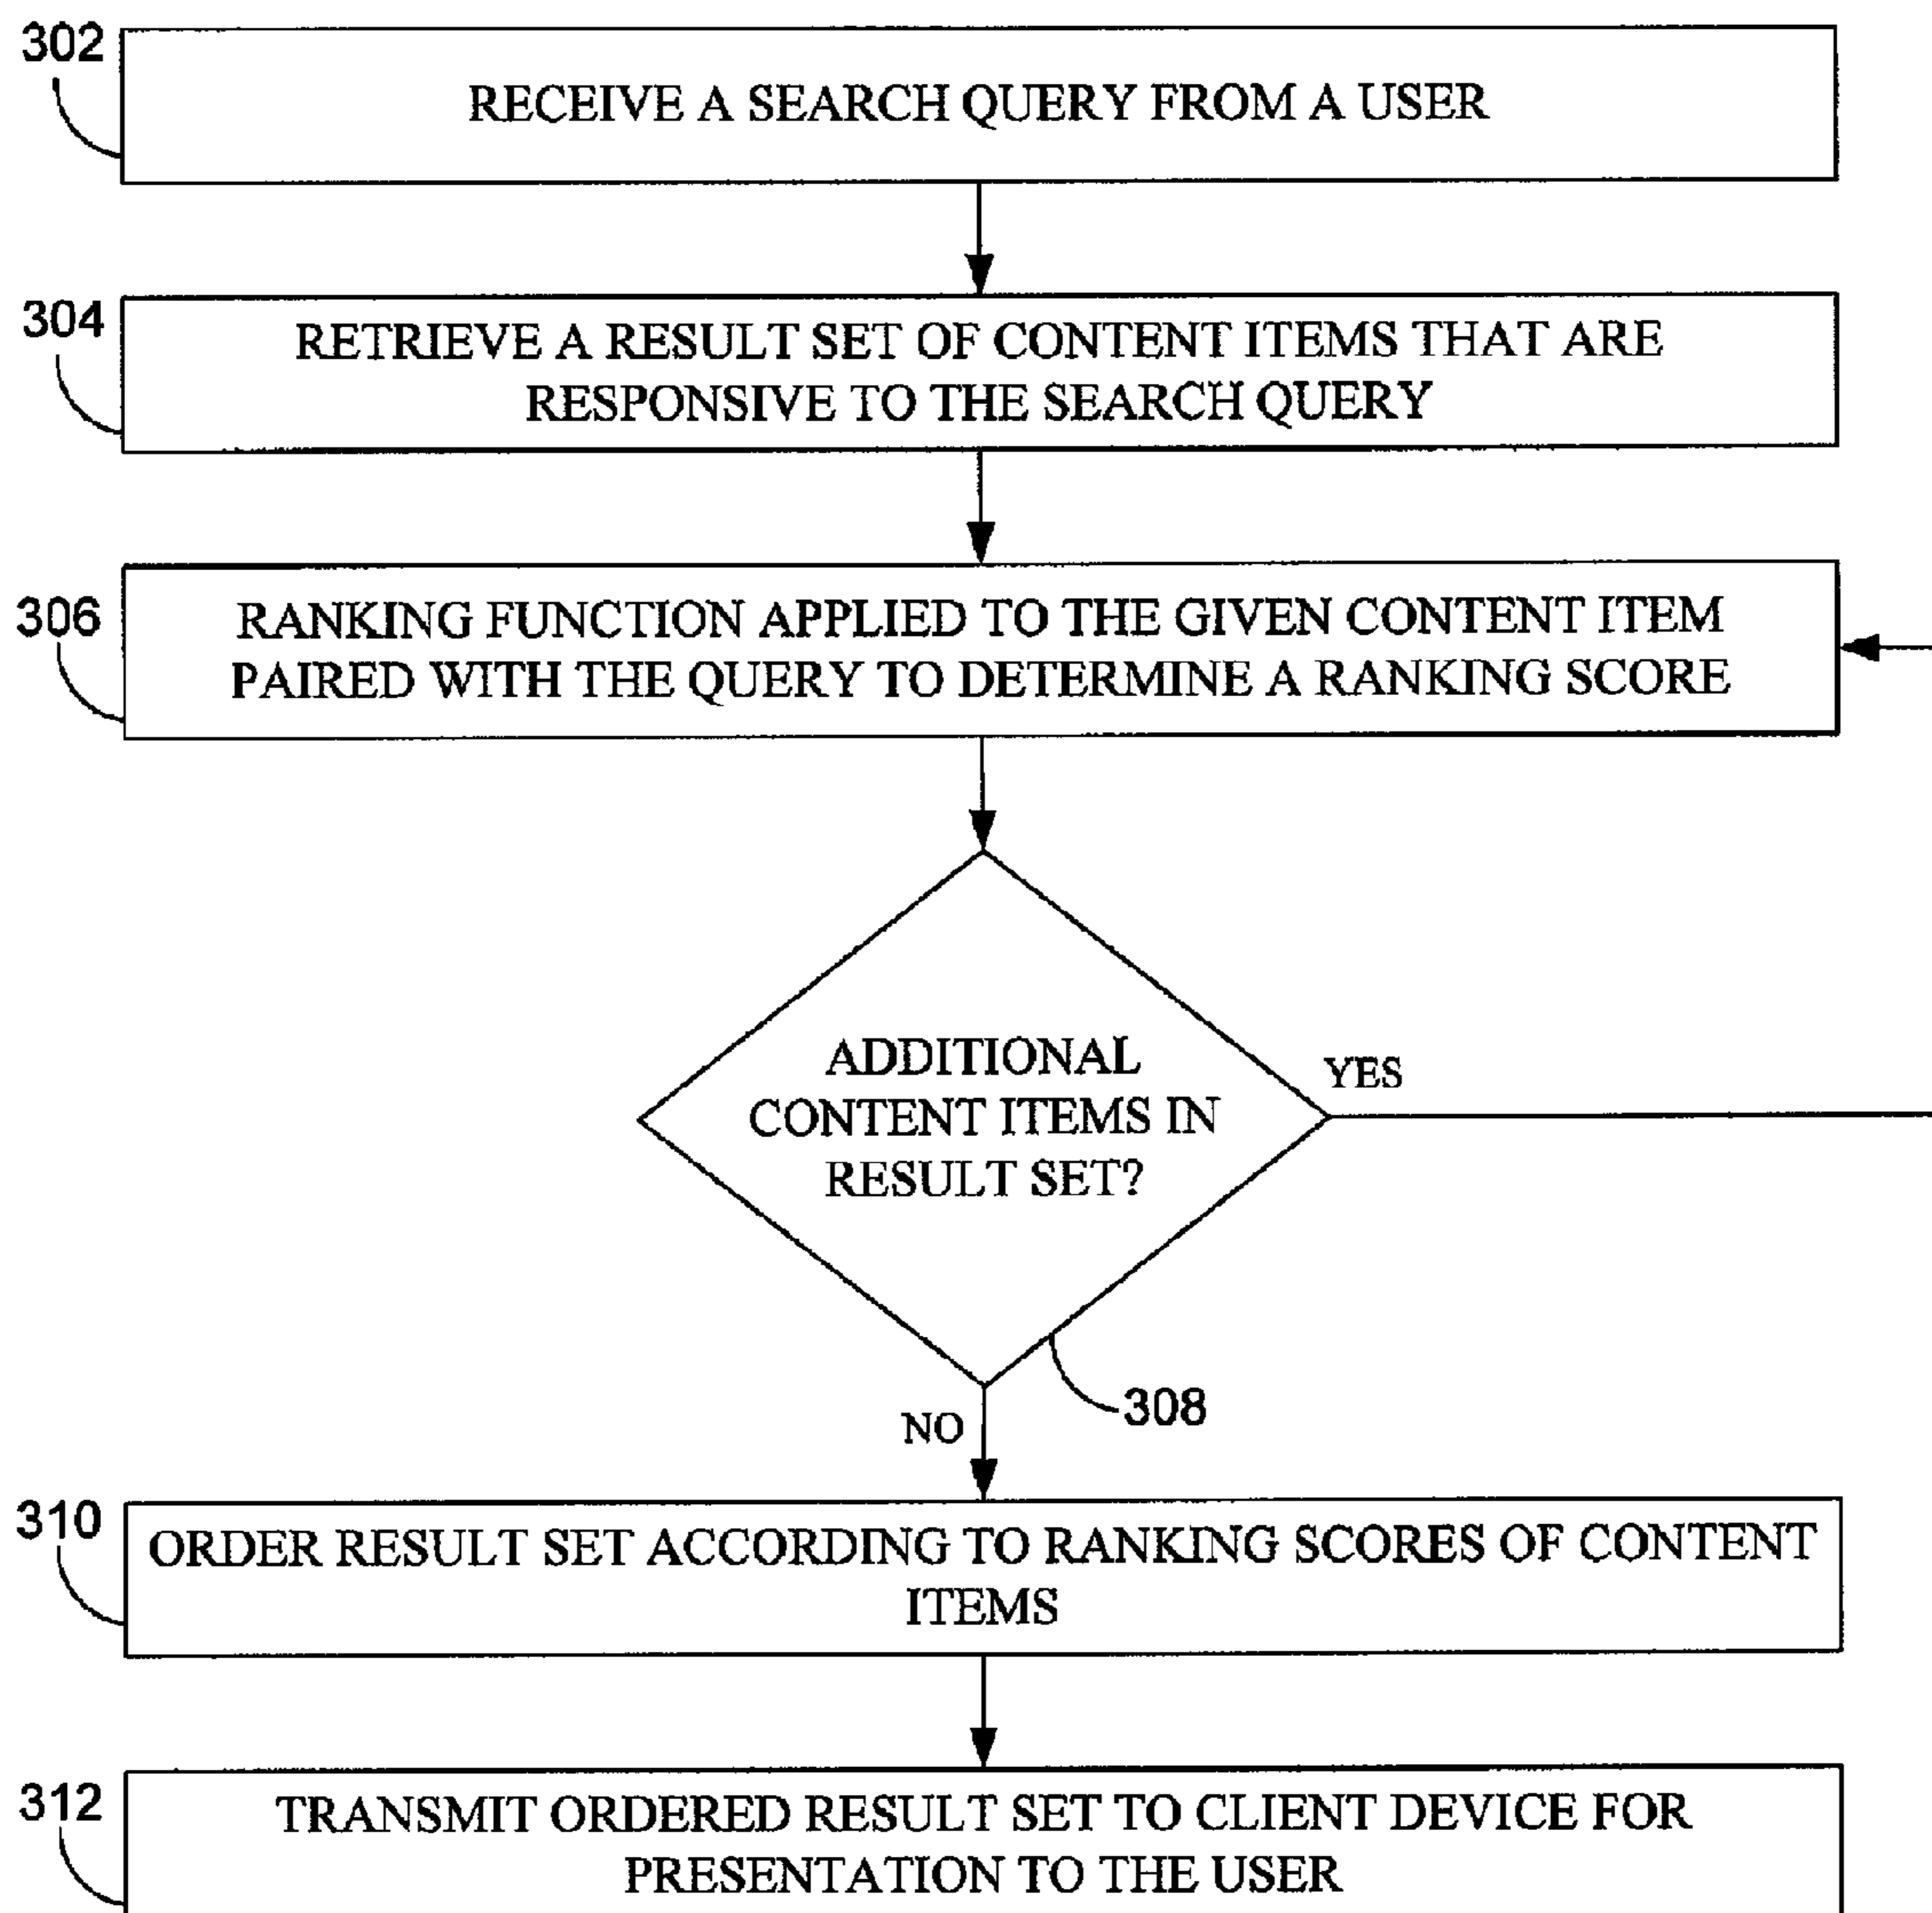 302
RECEIVE A SEARCH QUERY FROM A USER
304
RETRIEVE A RESULT SET OF CONTENT ITEMS THAT ARE
RESPONSIVE TO THE SEARCH QUERY
306
RANKING FUNCTION APPLIED TO THE GIVEN CONTENT ITEM
PAIRED WITH THE QUERY TO DETERMINE A RANKING SCORE
ADDITIONAL
CONTENT ITEMS IN
RESULT SET?
YES
308
NO
310
ORDER RESULT SET ACCORDING TO RANKING SCORES OF CONTENT
ITEMS
312
TRANSMIT ORDERED RESULT SET TO CLIENT DEVICE FOR
PRESENTATION TO THE USER